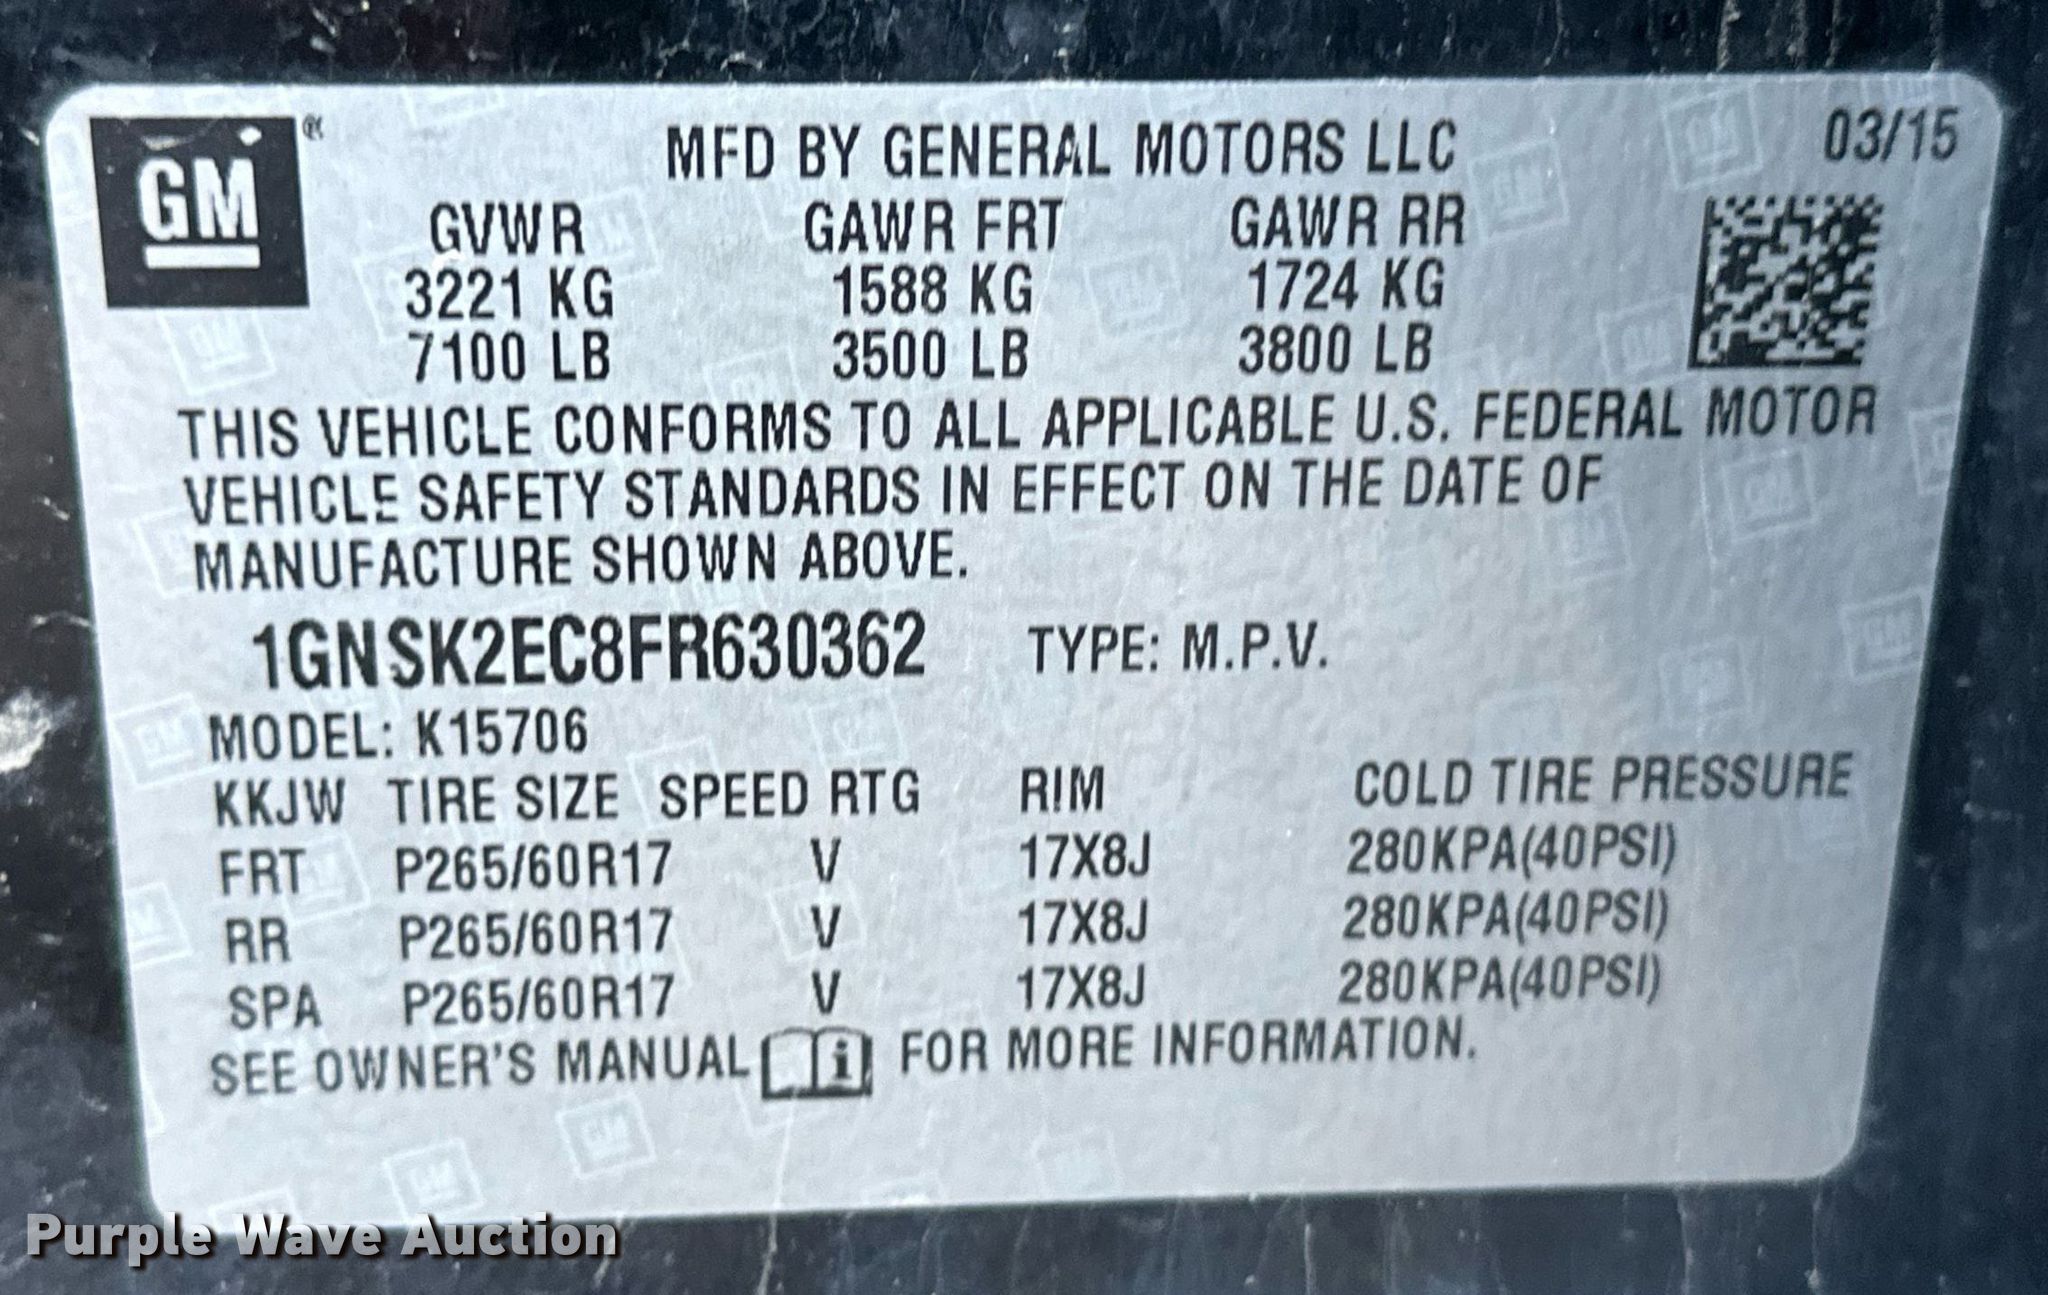 GM®
MFD BY GENERAL MOTORS LLC
03/15
GVWR GAWR FRT GAWR RR
3221 KG 1588 KG 1724 KG
7100 LB 3500 LB 3800 LB
THIS VEHICLE CONFORMS TO ALL APPLICABLE U.S. FEDERAL MOTOR
VEHICLE SAFETY STANDARDS IN EFFECT ON THE DATE OF
MANUFACTURE SHOWN ABOVE.
1GNSK2EC8FR630362 TYPE: M.P.V.
MODEL: K15706
KKJW TIRE SIZE SPEED RTG RIM COLD TIRE PRESSURE
FRT P265/60R17 V 17X8J 280KPA(40PSI)
RR P265/60R17 V 17X8J 280KPA(40PSI)
SPA P265/60R17 V 17X8J 280KPA(40PSI)
SEE OWNER'S MANUAL i FOR MORE INFORMATION.
Purple Wave Auction